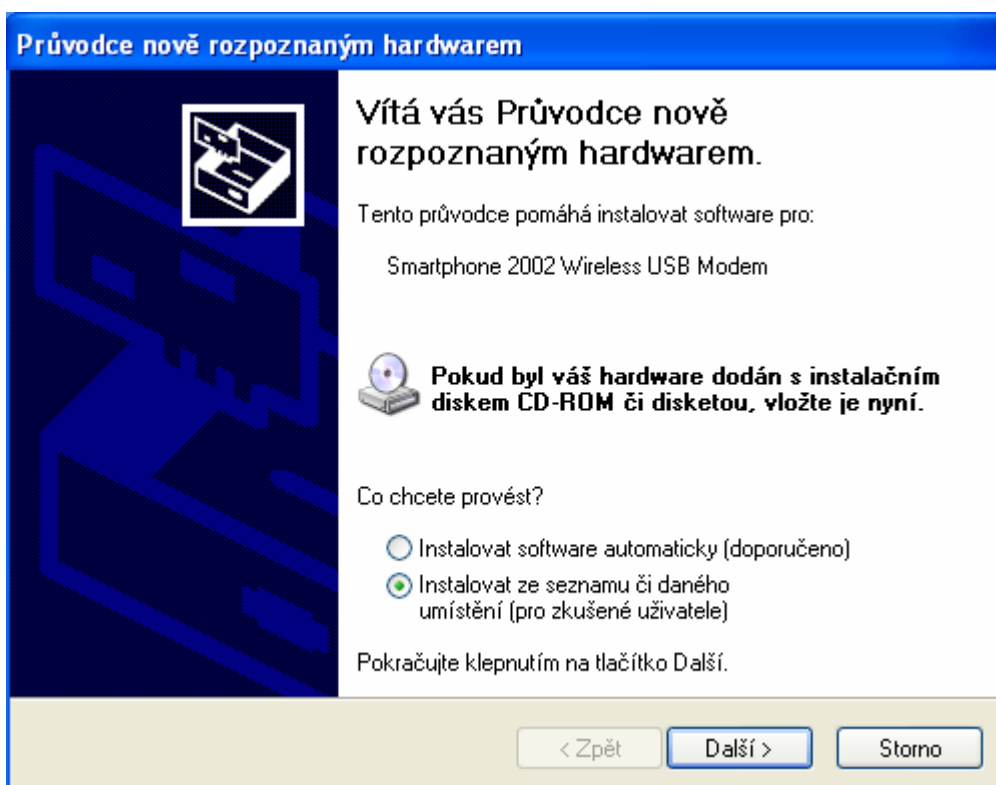 Průvodce nově rozpoznaným hardwarem
Vítá vás Průvodce nově
rozpoznaným hardwarem.
Tento průvodce pomáhá instalovat software pro:
Smartphone 2002 Wireless USB Modem
Pokud byl váš hardware dodán s instalačním
diskem CD-ROM či disketou, vložte je nyní.
Co chcete provést?
Instalovat software automaticky (doporučeno)
Instalovat ze seznamu či daného
umístění (pro zkušené uživatele)
Pokračujte klepnutím na tlačítko Další.
< Zpět
Další >
Storno